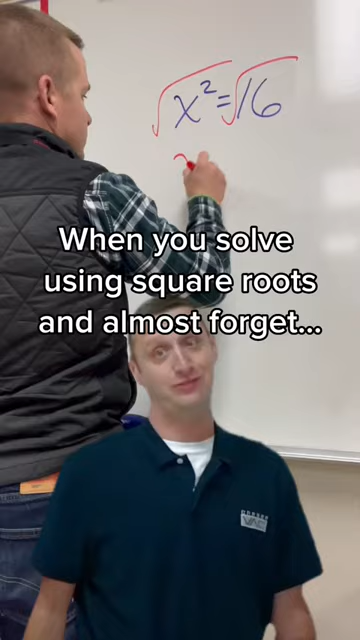 √x²=√16
When you solve
using square roots
and almost forget...